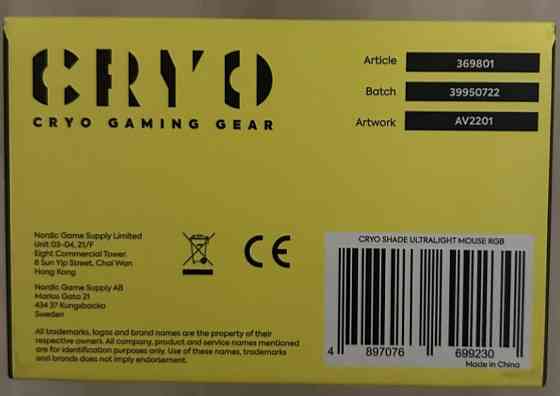 CRYO
CRYO GAMING GEAR
Article 369801
Batch 39950722
Artwork AV2201
Nordic Game Supply Limited
Unit 03-04, 21/F
Eight Commercial Tower.
8 Sun Yip Street, Chai Wan
Hong Kong
Nordic Game Supply AB
Marios Gata 21
434 37 Kungsbacka
Sweden
All trademarks, logos and brand names are the property of their
respective owners. All company, product and service names mentioned
are for identification purposes only. Use of these names, trademarks
and brands does not imply endorsement.
CE
CRYO SHADE ULTRALIGHT MOUSE RGB
4 897076 699230
Made in China